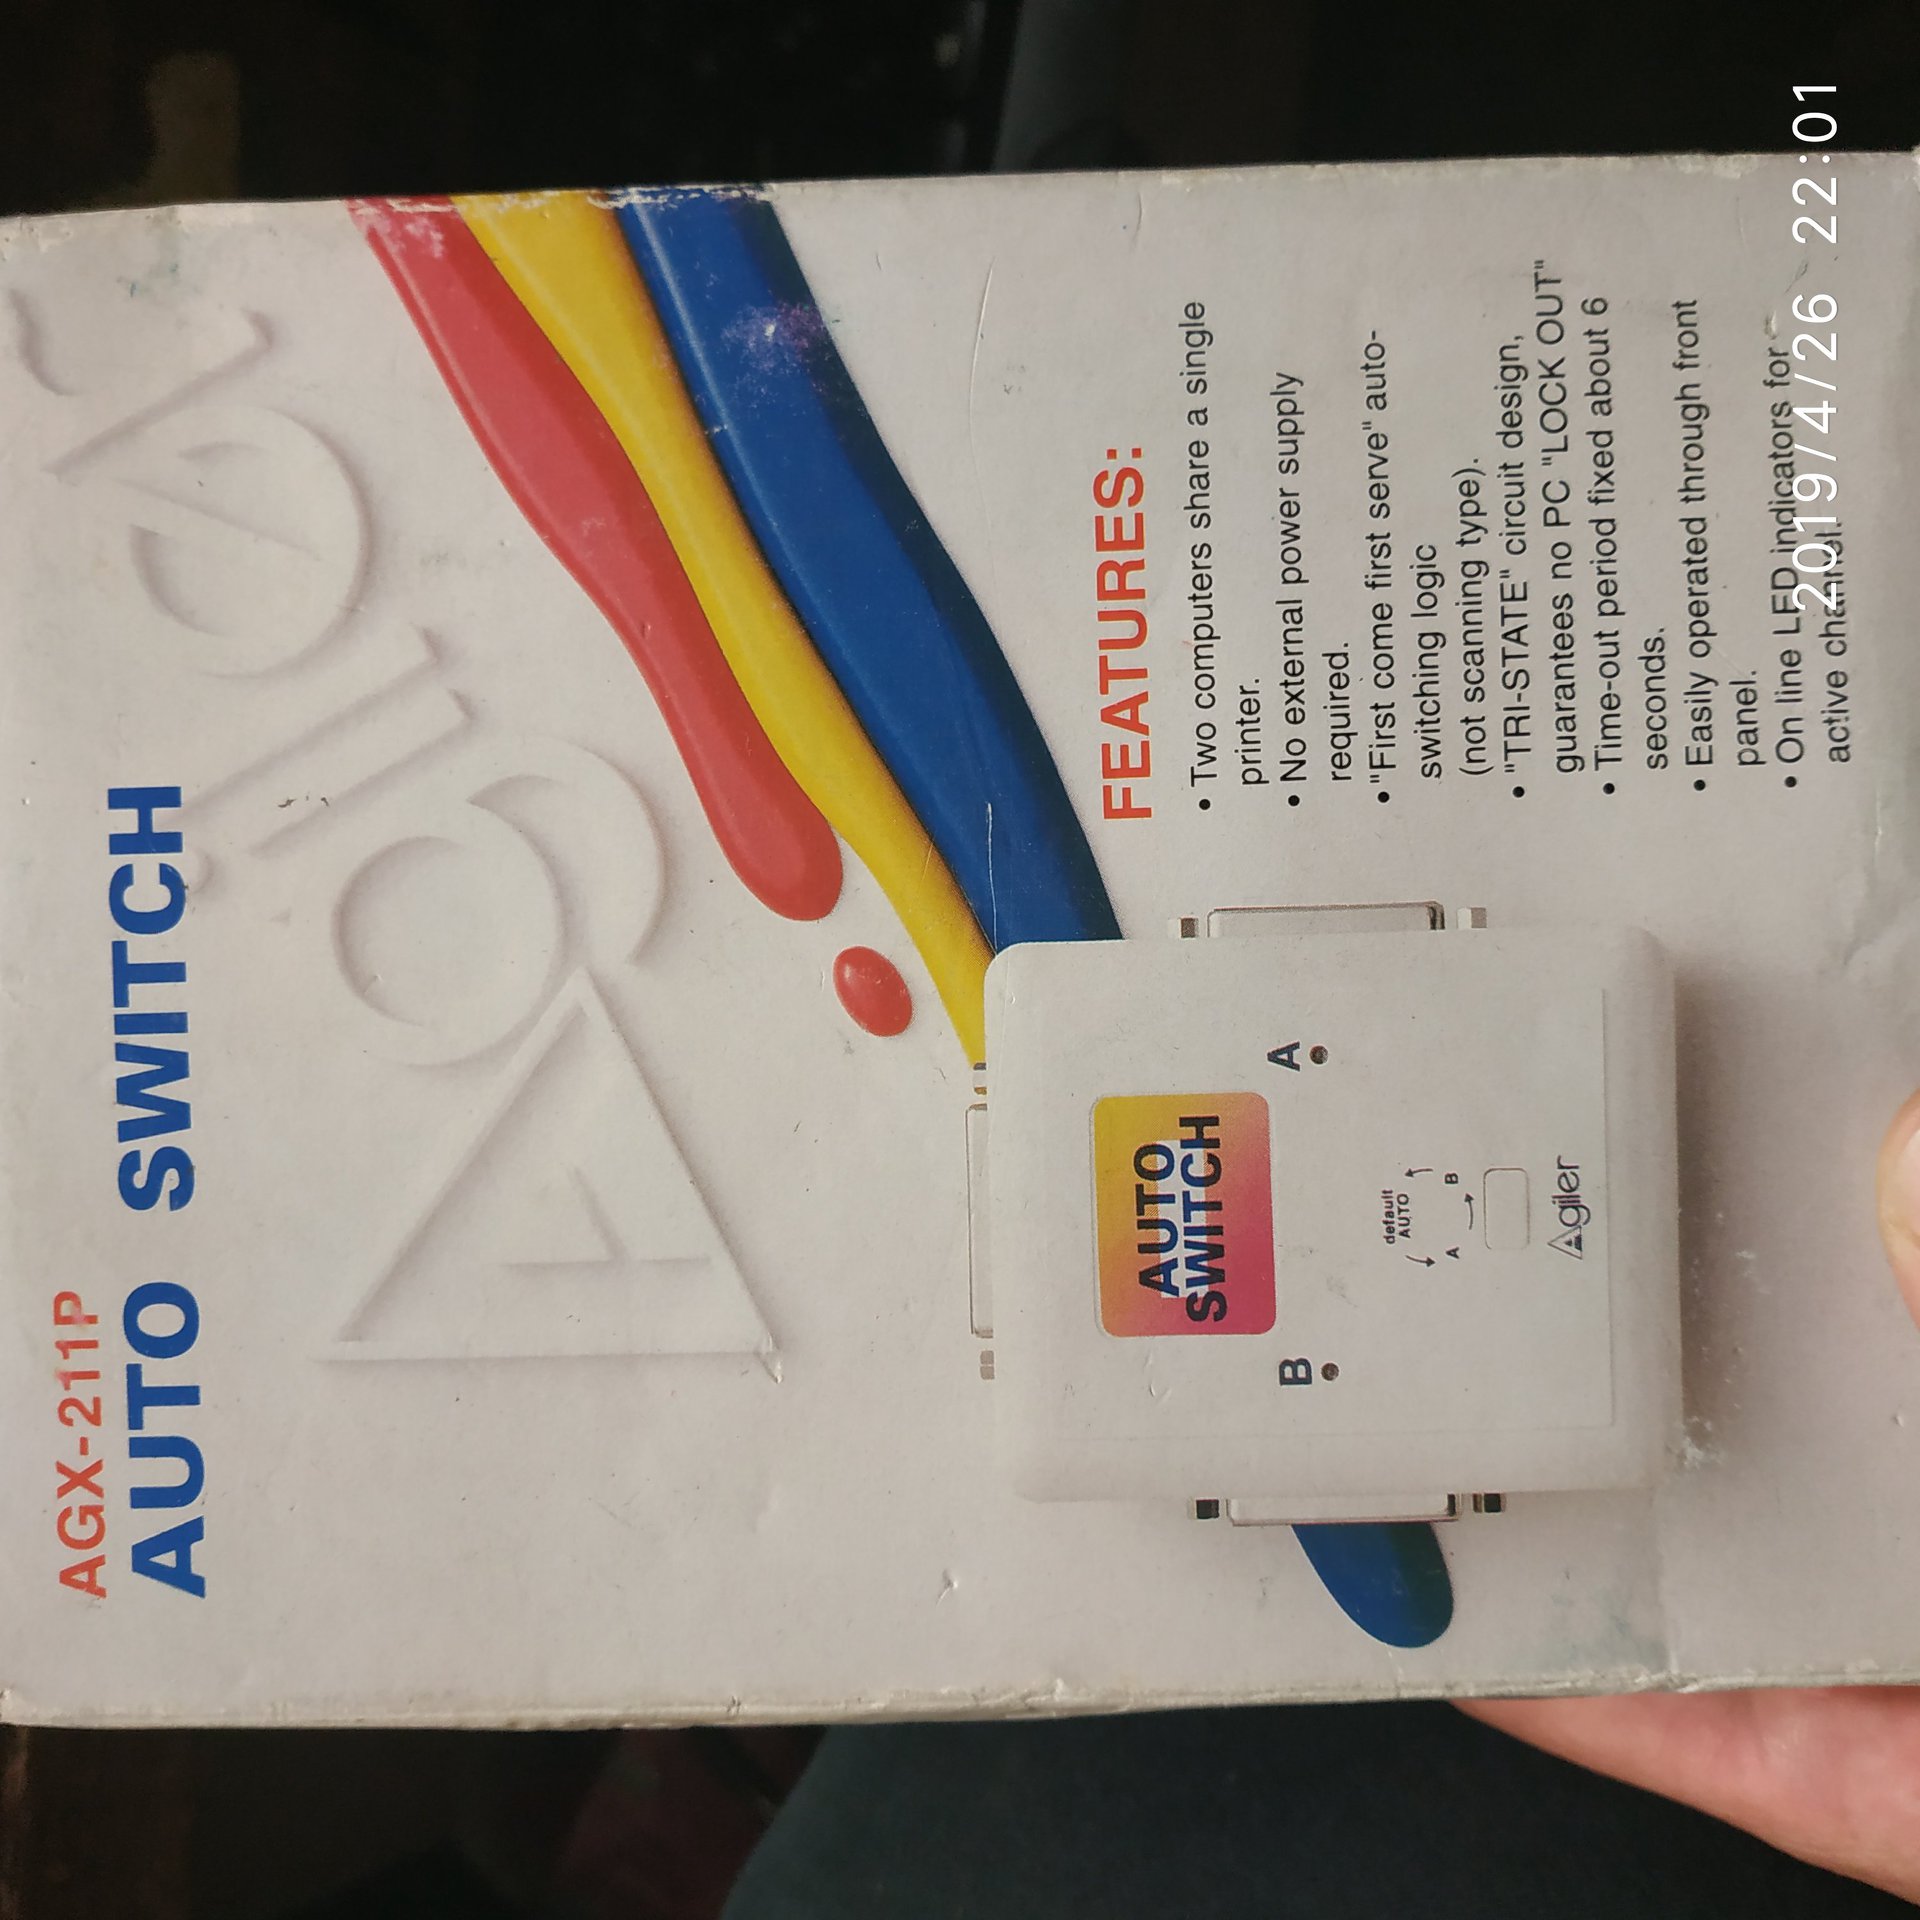 AGX-211P
AUTO SWITCH
Agiler
FEATURES:
• Two computers share a single
printer.
• No external power supply
required.
• "First come first serve" auto-
switching logic
(not scanning type).
• "TRI-STATE" circuit design,
guarantees no PC "LOCK OUT"
• Time-out period fixed about 6
seconds.
• Easily operated through front
panel.
• On line LED indicators for
active channel.
AUTO
SWITCH
B A
default
AUTO
A B
Agiler
2019/4/26 22:01